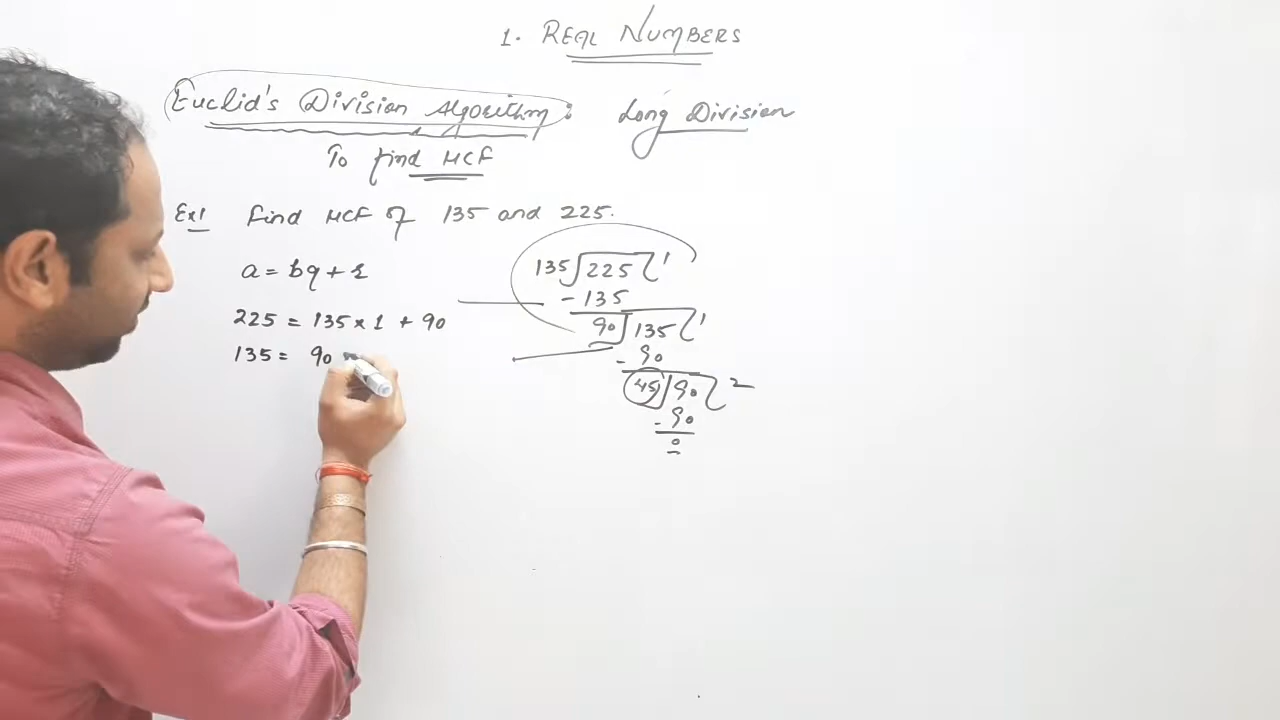 1. REAL NUMBERS
Euclid's Division Algorithm: Long Division
To find HCF
Ex1 Find HCF of 135 and 225.
a = bq + r
225 = 135 × 1 + 90
135 = 90
135 225 1
- 135
90 135 1
- 90
45 90 2
- 90
0